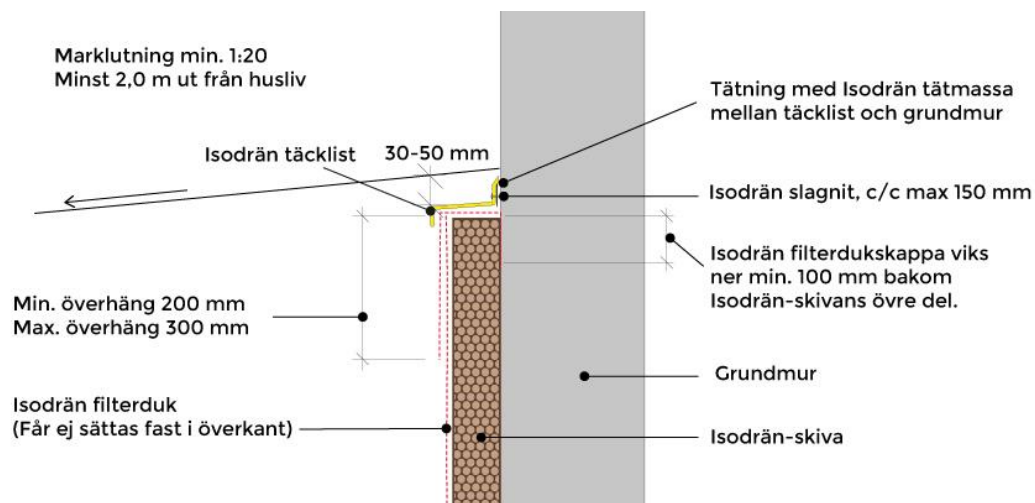 Marklutning min. 1:20
Minst 2,0 m ut från husliv
Isodrän täcklist
30-50 mm
Tätning med Isodrän tätmassa
mellan täcklist och grundmur
Isodrän slagnit, c/c max 150 mm
Isodrän filterdukskappa viks
ner min. 100 mm bakom
Isodrän-skivans övre del.
Min. överhäng 200 mm
Max. överhäng 300 mm
Grundmur
Isodrän filterduk
(Får ej sättas fast i överkant)
Isodrän-skiva